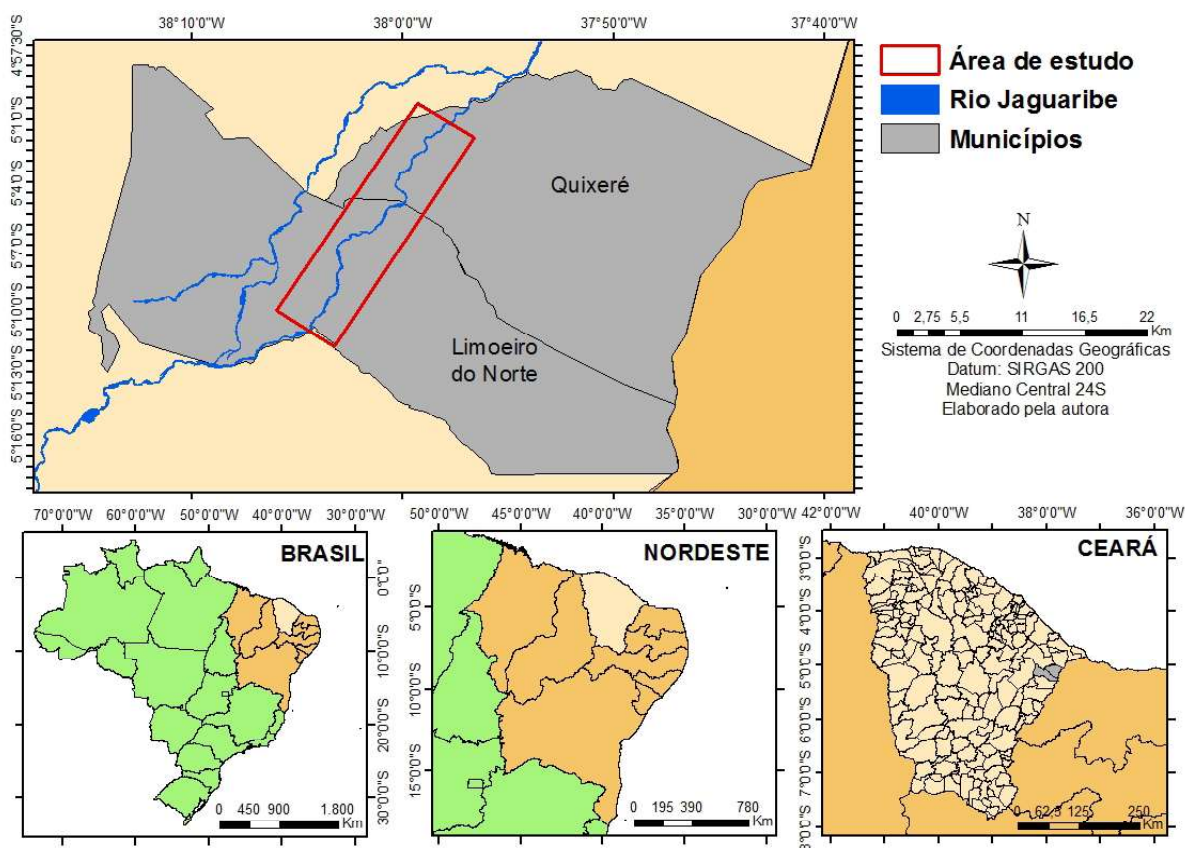 38°10'0"W 38°0'0"W 37°50'0"W 37°40'0"W
4°57'30"S
5°1'0"S
5°4'0"S
5°7'0"S
5°10'0"S
5°13'0"S
5°16'0"S
Quixeré
Limoeiro
do Norte
Área de estudo
Rio Jaguaribe
Municípios
N
0 2,75 5,5 11 16,5 22
Km
Sistema de Coordenadas Geográficas
Datum: SIRGAS 200
Mediano Central 24S
Elaborado pela autora
70°0'0"W 60°0'0"W 50°0'0"W 40°0'0"W 30°0'0"W
BRASIL
0°0'0"
10°0'0"S
20°0'0"S
30°0'0"S
0 450 900 1.800
Km
50°0'0"W 45°0'0"W 40°0'0"W 35°0'0"W 30°0'0"W
NORDESTE
5°0'0"S
10°0'0"S
15°0'0"S
0 195 390 780
Km
42°0'0"W 40°0'0"W 38°0'0"W 36°0'0"W
CEARÁ
3°0'0"S
4°0'0"S
5°0'0"S
6°0'0"S
7°0'0"S
8°0'0"S
0 62,5 125 250
Km